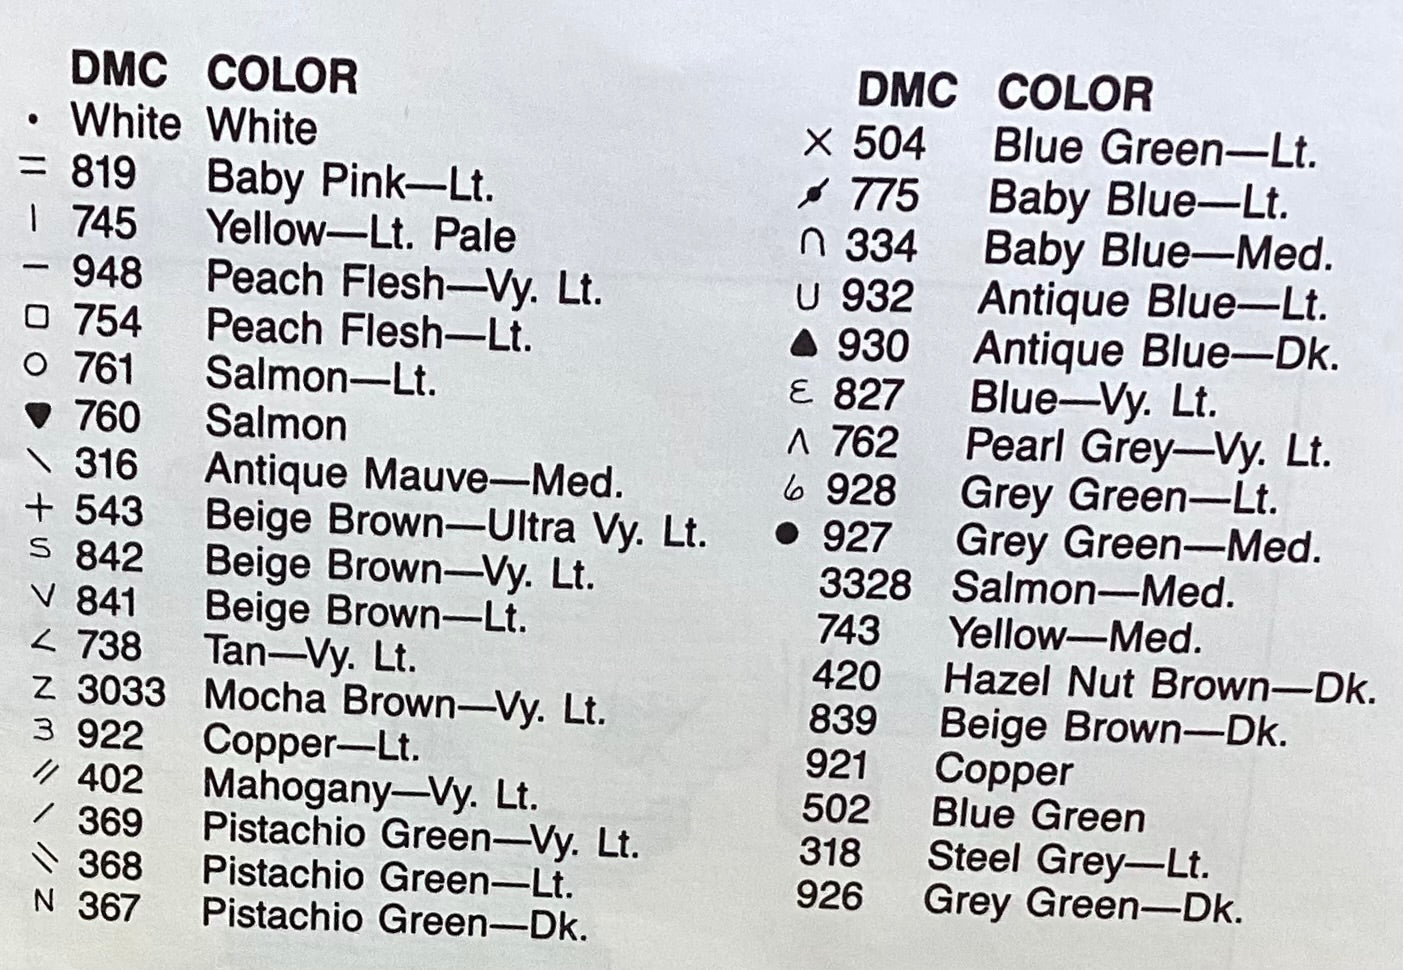 DMC COLOR
· White White
= 819 Baby Pink—Lt.
| 745 Yellow—Lt. Pale
− 948 Peach Flesh—Vy. Lt.
□ 754 Peach Flesh—Lt.
○ 761 Salmon—Lt.
♥ 760 Salmon
\ 316 Antique Mauve—Med.
+ 543 Beige Brown—Ultra Vy. Lt.
S 842 Beige Brown—Vy. Lt.
V 841 Beige Brown—Lt.
∠ 738 Tan—Vy. Lt.
Z 3033 Mocha Brown—Vy. Lt.
3 922 Copper—Lt.
// 402 Mahogany—Vy. Lt.
/ 369 Pistachio Green—Vy. Lt.
\\ 368 Pistachio Green—Lt.
N 367 Pistachio Green—Dk.
DMC COLOR
× 504 Blue Green—Lt.
775 Baby Blue—Lt.
∩ 334 Baby Blue—Med.
U 932 Antique Blue—Lt.
▲ 930 Antique Blue—Dk.
ε 827 Blue—Vy. Lt.
∧ 762 Pearl Grey—Vy. Lt.
6 928 Grey Green—Lt.
● 927 Grey Green—Med.
3328 Salmon—Med.
743 Yellow—Med.
420 Hazel Nut Brown—Dk.
839 Beige Brown—Dk.
921 Copper
502 Blue Green
318 Steel Grey—Lt.
926 Grey Green—Dk.